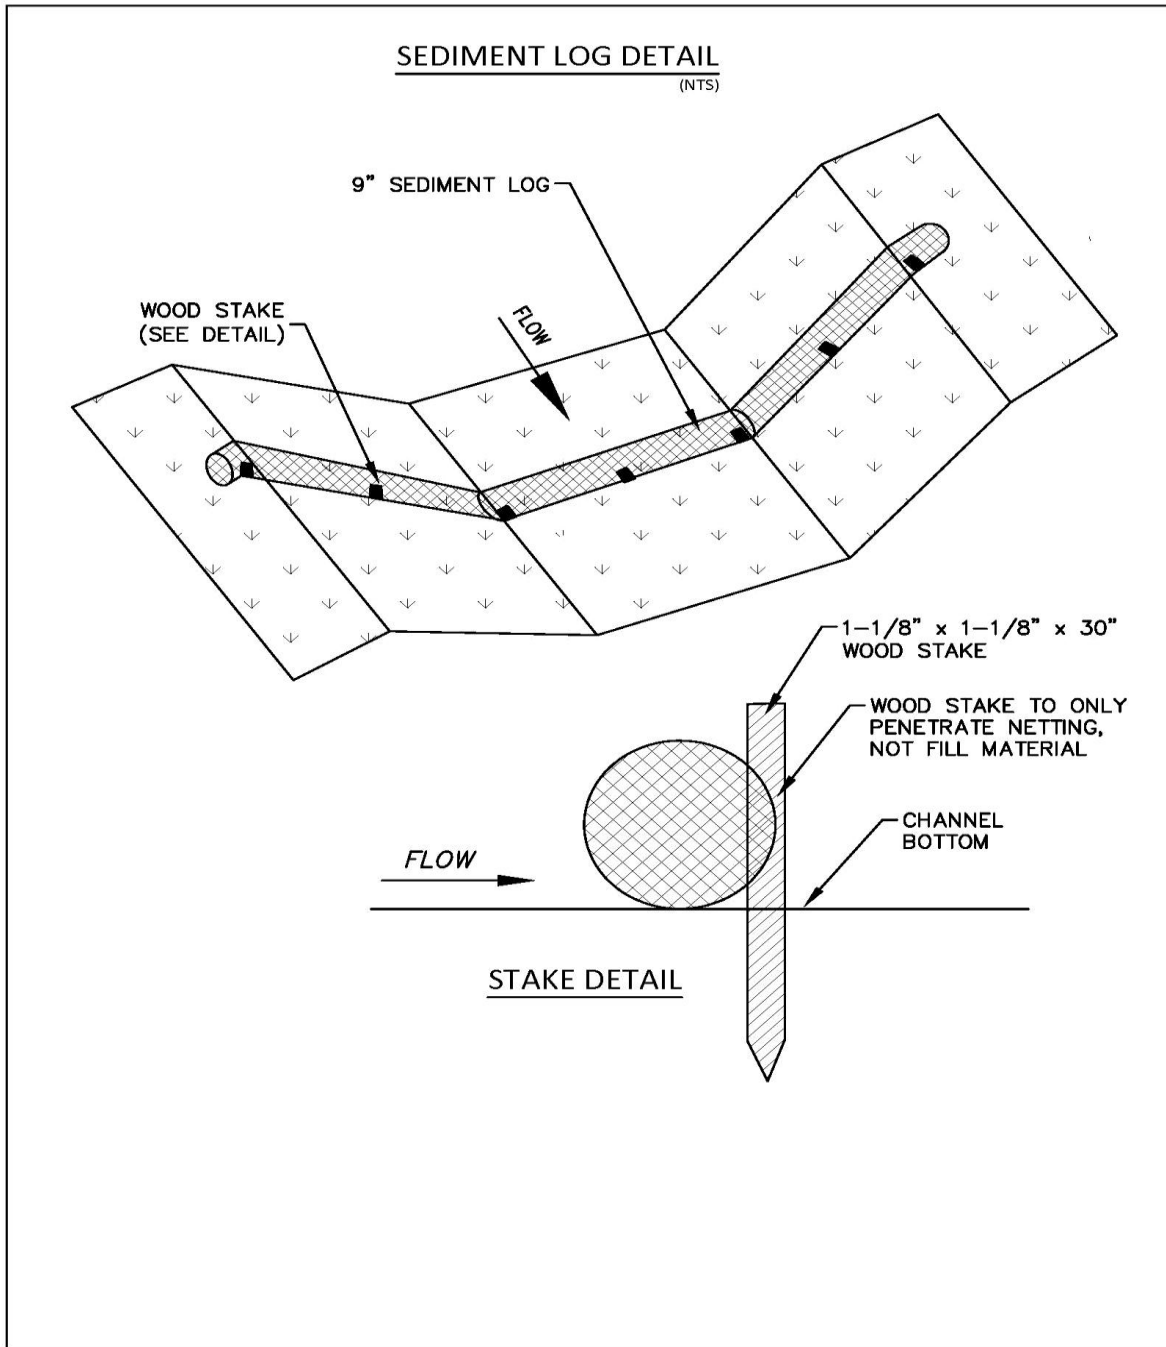 SEDIMENT LOG DETAIL
(NTS)
9” SEDIMENT LOG
WOOD STAKE
(SEE DETAIL)
FLOW
1–1/8” x 1–1/8” x 30”
WOOD STAKE
WOOD STAKE TO ONLY
PENETRATE NETTING,
NOT FILL MATERIAL
CHANNEL
BOTTOM
FLOW
STAKE DETAIL